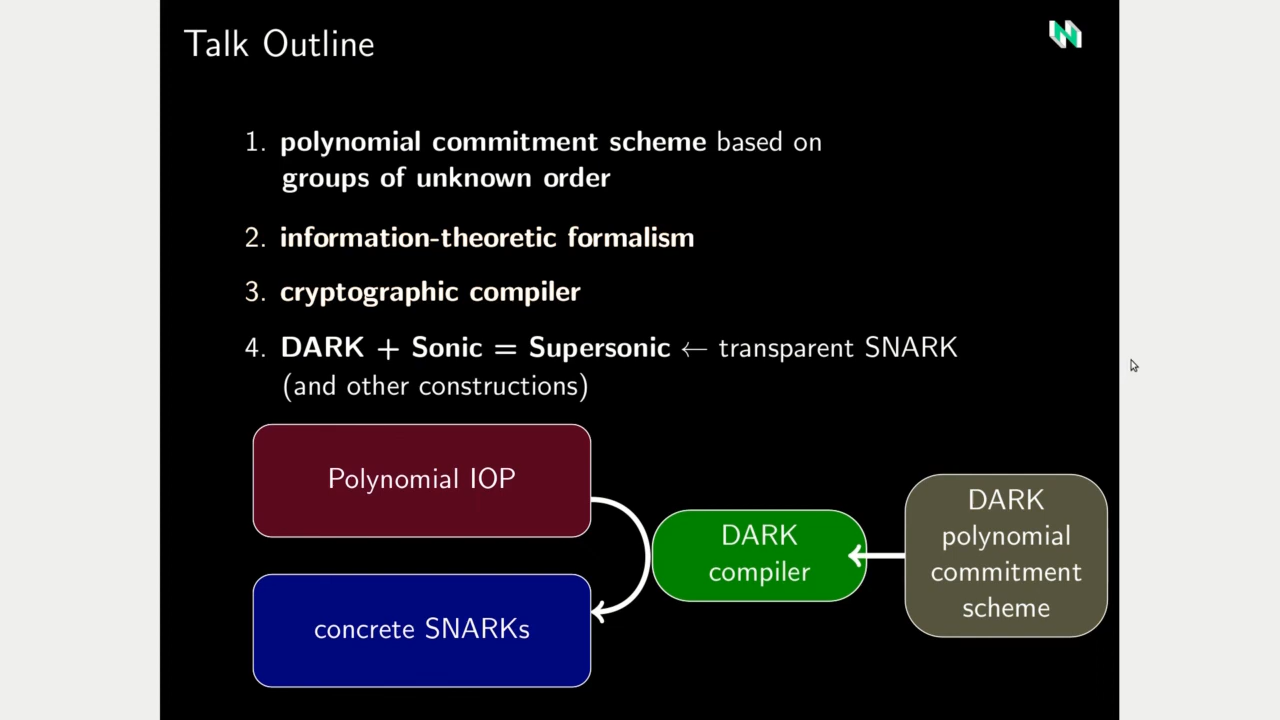 Talk Outline
1. polynomial commitment scheme based on
groups of unknown order
2. information-theoretic formalism
3. cryptographic compiler
4. DARK + Sonic = Supersonic ← transparent SNARK
(and other constructions)
Polynomial IOP
concrete SNARKs
DARK
compiler
DARK
polynomial
commitment
scheme